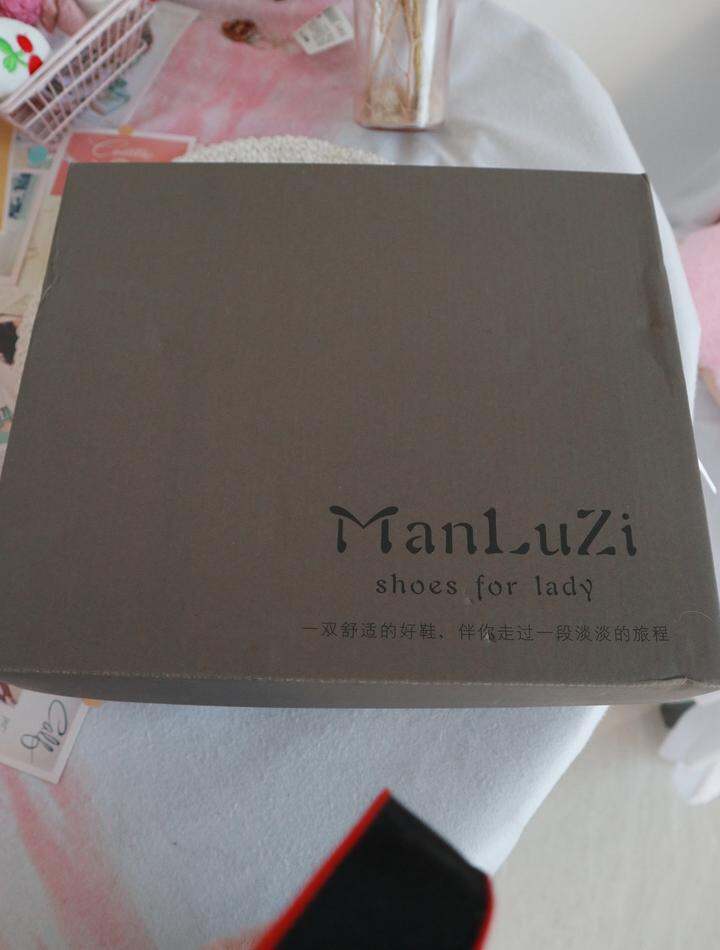 ManLuZi
shoes for lady
一双舒适的好鞋，伴你走过一段淡淡的旅程